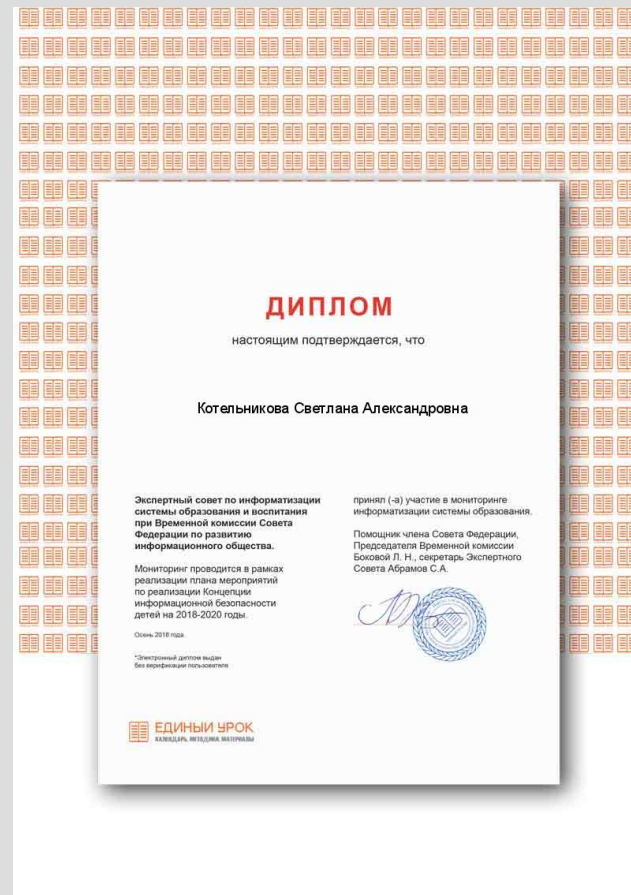 ДИПЛОМ
настоящим подтверждается, что
Котельникова Светлана Александровна
Экспертный совет по информатизации
системы образования и воспитания
при Временной комиссии Совета
Федерации по развитию
информационного общества.
Мониторинг проводится в рамках
реализации плана мероприятий
по реализации Концепции
информационной безопасности
детей на 2018-2020 годы.
Осень 2018 года.
*Электронный диплом выдан
без верификации пользователя
принял (-а) участие в мониторинге
информатизации системы образования.
Помощник члена Совета Федерации,
Председателя Временной комиссии
Боковой Л. Н., секретарь Экспертного
Совета Абрамов С.А.
ЕДИНЫЙ УРОК
КАЛЕНДАРЬ, МЕТОДИКА, МАТЕРИАЛЫ